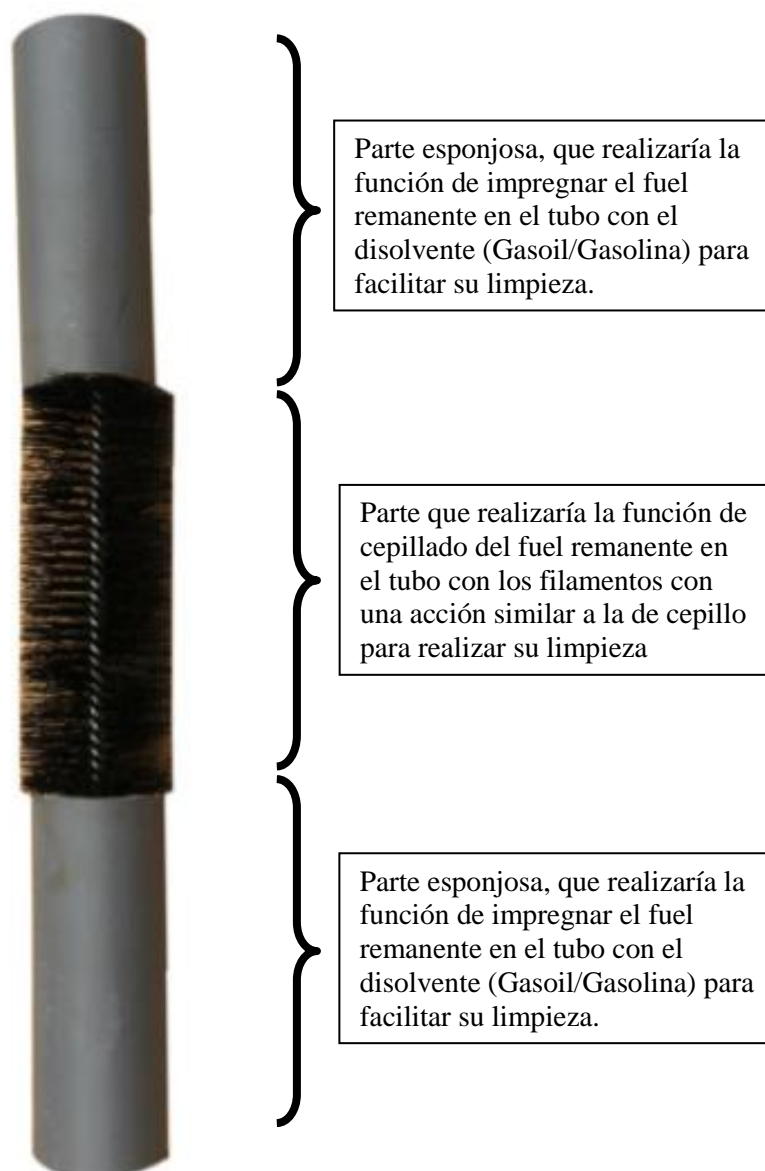 Parte esponjosa, que realizaría la
función de impregnar el fuel
remanente en el tubo con el
disolvente (Gasoil/Gasolina) para
facilitar su limpieza.
Parte que realizaría la función de
cepillado del fuel remanente en
el tubo con los filamentos con
una acción similar a la de cepillo
para realizar su limpieza
Parte esponjosa, que realizaría la
función de impregnar el fuel
remanente en el tubo con el
disolvente (Gasoil/Gasolina) para
facilitar su limpieza.